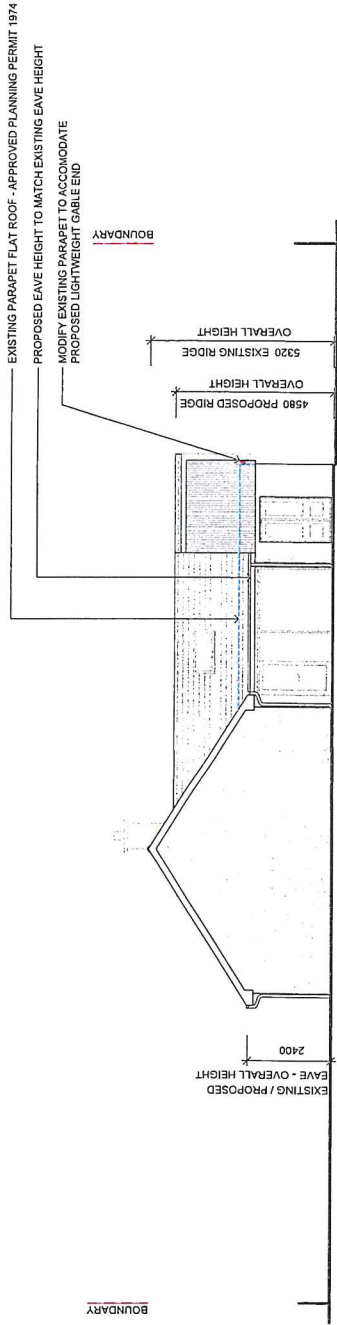 EXISTING PARAPET FLAT ROOF - APPROVED PLANNING PERMIT 1974
PROPOSED EAVE HEIGHT TO MATCH EXISTING EAVE HEIGHT
MODIFY EXISTING PARAPET TO ACCOMODATE
PROPOSED LIGHTWEIGHT GABLE END
BOUNDARY
5320 EXISTING RIDGE
OVERALL HEIGHT
4580 PROPOSED RIDGE
OVERALL HEIGHT
EXISTING / PROPOSED
EAVE - OVERALL HEIGHT
2400
BOUNDARY